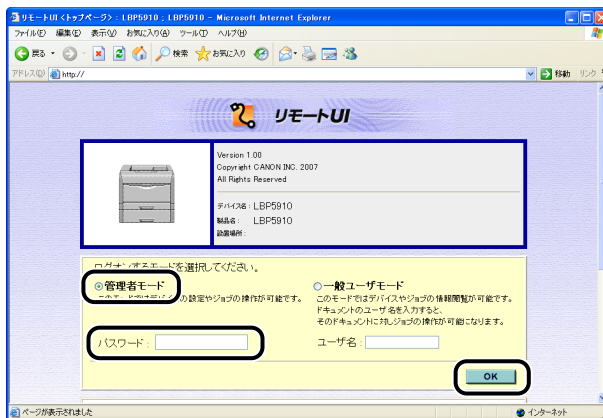 リモートUI <トップページ> : LBP5910 ; LBP5910 - Microsoft Internet Explorer
ファイル(F) 編集(E) 表示(V) お気に入り(A) ツール(T) ヘルプ(H)
戻る 検索 お気に入り
アドレス(D) http:// 移動 リンク
リモートUI
Version 1.00
Copyright CANON INC. 2007
All Rights Reserved
デバイス名 : LBP5910
製品名 : LBP5910
設置場所 :
ログオンするモードを選択してください。
管理者モード
このモードではデバイスの設定やジョブの操作が可能です。
パスワード :
一般ユーザモード
このモードではデバイスやジョブの情報閲覧が可能です。
ドキュメントのユーザ名を入力すると、
そのドキュメントに対しジョブの操作が可能になります。
ユーザ名 :
OK
ページが表示されました インターネット